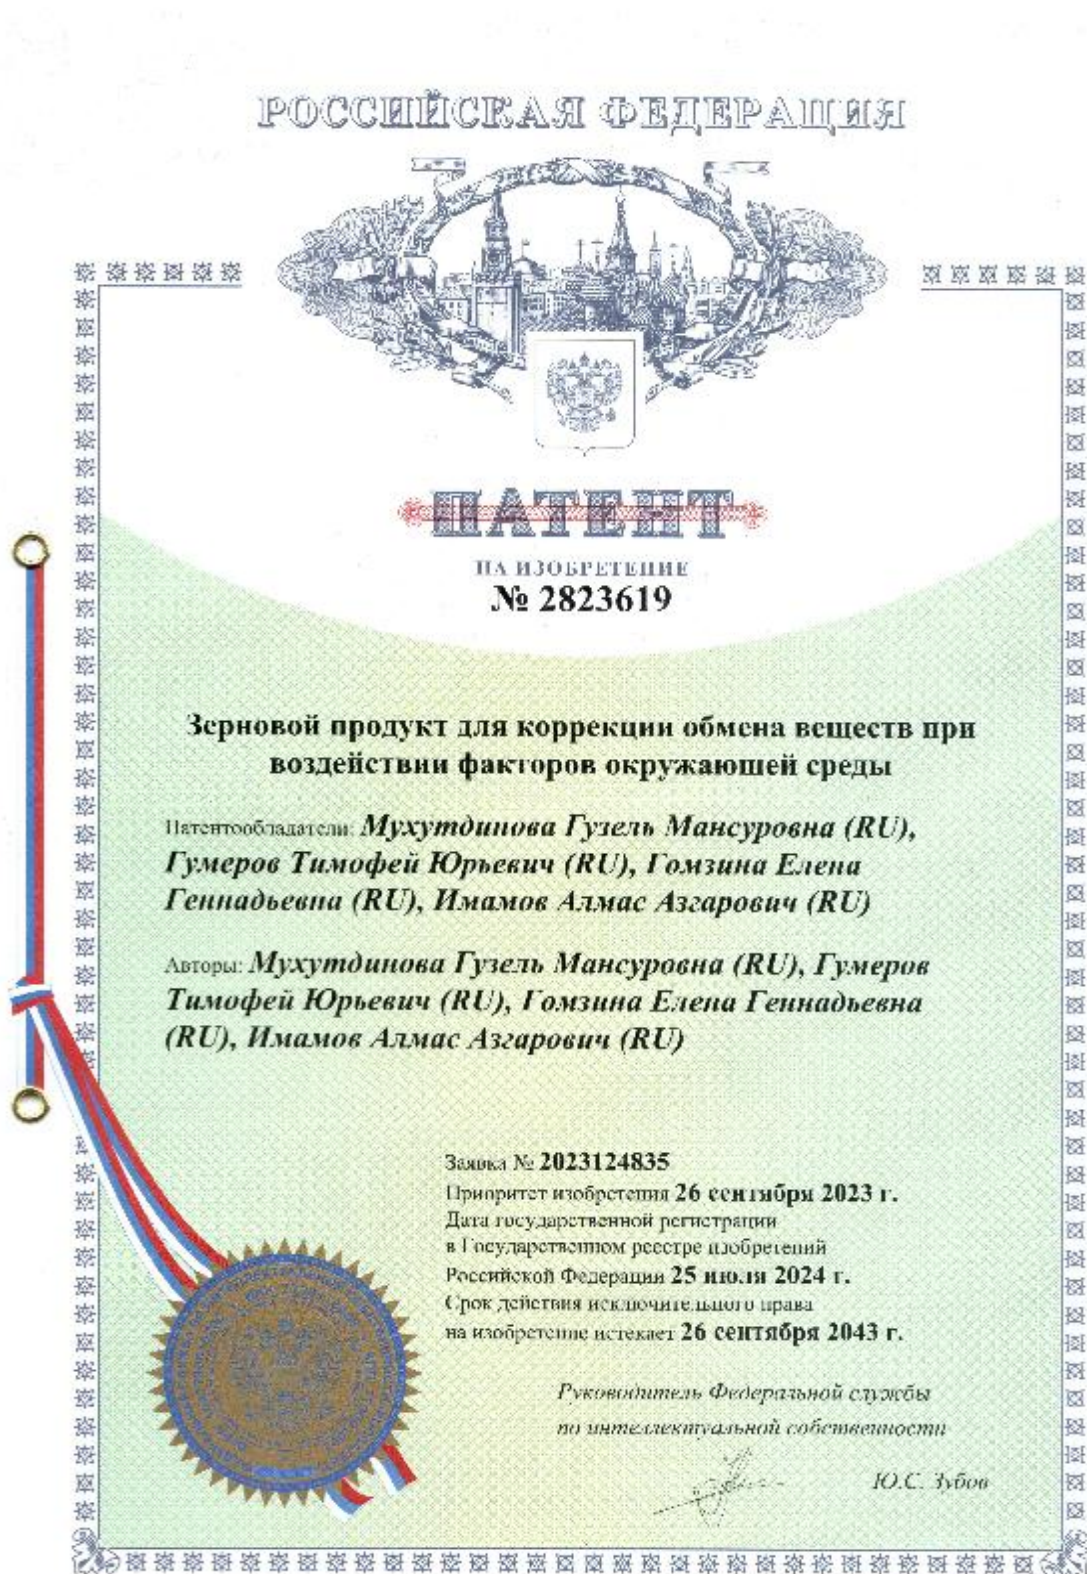 РОССИЙСКАЯ ФЕДЕРАЦИЯ
ПАТЕНТ
НА ИЗОБРЕТЕНИЕ
№ 2823619
Зерновой продукт для коррекции обмена веществ при
воздействии факторов окружающей среды
Патентообладатели: Мухутдинова Гузель Мансуровна (RU),
Гумеров Тимофей Юрьевич (RU), Гомзина Елена
Геннадьевна (RU), Имамов Алмас Азгарович (RU)
Авторы: Мухутдинова Гузель Мансуровна (RU), Гумеров
Тимофей Юрьевич (RU), Гомзина Елена Геннадьевна
(RU), Имамов Алмас Азгарович (RU)
Заявка № 2023124835
Приоритет изобретения 26 сентября 2023 г.
Дата государственной регистрации
в Государственном реестре изобретений
Российской Федерации 25 июля 2024 г.
Срок действия исключительного права
на изобретение истекает 26 сентября 2043 г.
Руководитель Федеральной службы
по интеллектуальной собственности
Ю.С. Зубов